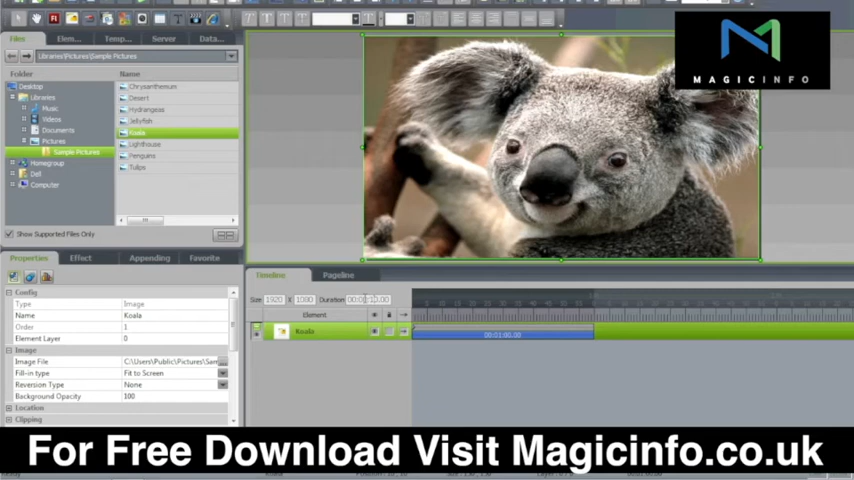 Files
Elem...
Temp...
Server
Data...
Libraries\Pictures\Sample Pictures
Folder
Name
Desktop
Libraries
Music
Videos
Documents
Pictures
Sample Pictures
Homegroup
Dell
Computer
Chrysanthemum
Desert
Hydrangeas
Jellyfish
Koala
Lighthouse
Penguins
Tulips
Show Supported Files Only
MAGICINFO
Properties
Effect
Appending
Favorite
Config
Type
Image
Name
Koala
Order
1
Element Layer
0
Image
Image File
C:\Users\Public\Pictures\Sam
Fill-in type
Fit to Screen
Reversion Type
None
Background Opacity
100
Location
Clipping
Timeline
Pageline
Size
1920
X
Duration
Element
Koala
00:01:00.00
For Free Download Visit Magicinfo.co.uk